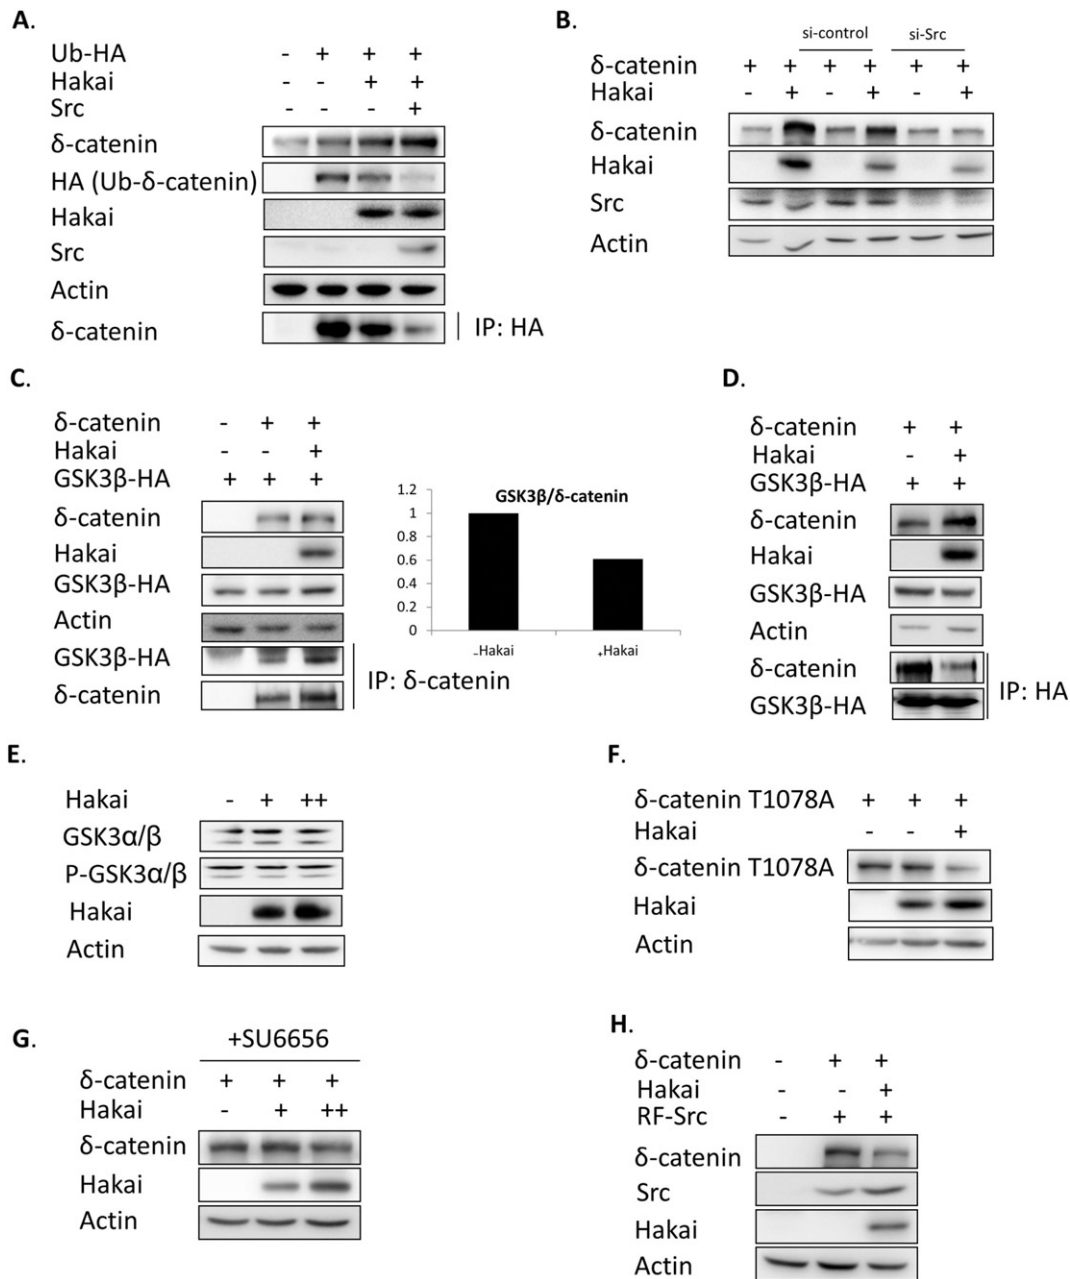 A.
Ub-HA - + + +
Hakai - - + +
Src - - - +
δ-catenin
HA (Ub-δ-catenin)
Hakai
Src
Actin
δ-catenin IP: HA
B.
si-control si-Src
δ-catenin + + + + + +
Hakai - + - + - +
δ-catenin
Hakai
Src
Actin
C.
δ-catenin - + +
Hakai - - +
GSK3β-HA + + +
δ-catenin
Hakai
GSK3β-HA
Actin
GSK3β-HA
δ-catenin
IP: δ-catenin
GSK3β/δ-catenin
1.2
1
0.8
0.6
0.4
0.2
0
-Hakai +Hakai
D.
δ-catenin + +
Hakai - +
GSK3β-HA + +
δ-catenin
Hakai
GSK3β-HA
Actin
δ-catenin
GSK3β-HA
IP: HA
E.
Hakai - + ++
GSK3α/β
P-GSK3α/β
Hakai
Actin
F.
δ-catenin T1078A + + +
Hakai - - +
δ-catenin T1078A
Hakai
Actin
G.
+SU6656
δ-catenin + + +
Hakai - + ++
δ-catenin
Hakai
Actin
H.
δ-catenin - + +
Hakai - - +
RF-Src - + +
δ-catenin
Src
Hakai
Actin